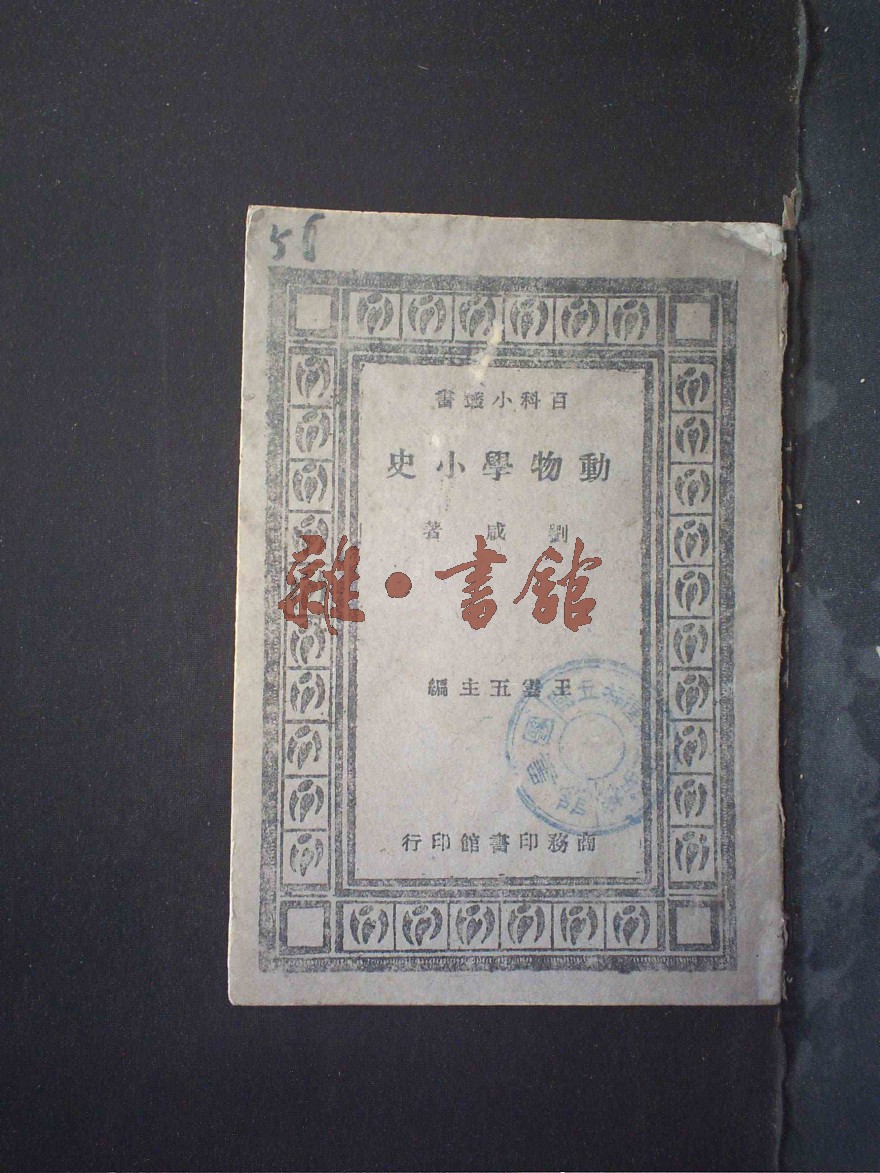 56
百科小叢書
動物學小史
劉咸著
雜·書館
王雲五主編
商務印書館印行